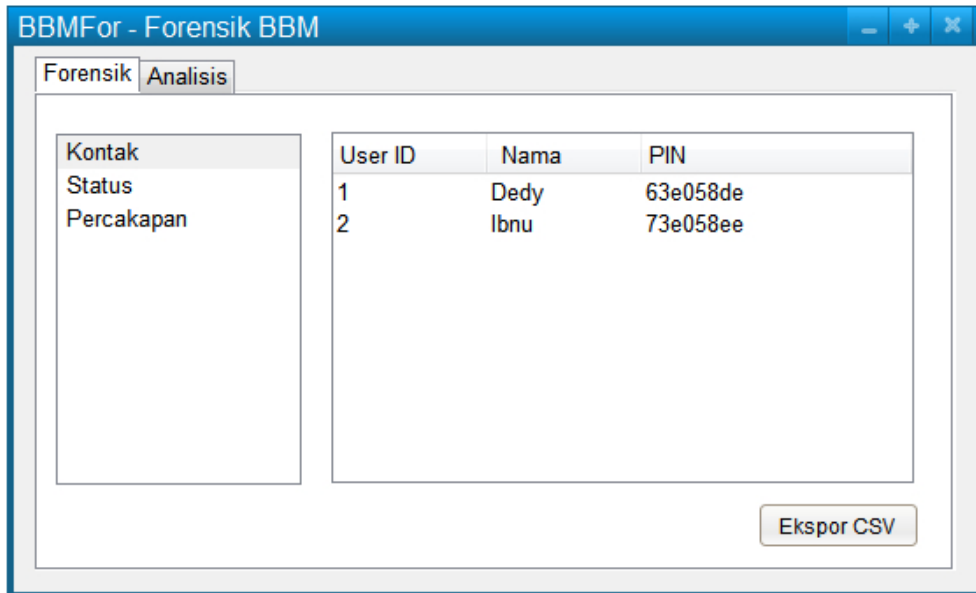 BBMFor - Forensik BBM
Forensik Analisis
Kontak
Status
Percakapan
User ID Nama PIN
1 Dedy 63e058de
2 Ibnu 73e058ee
Ekspor CSV